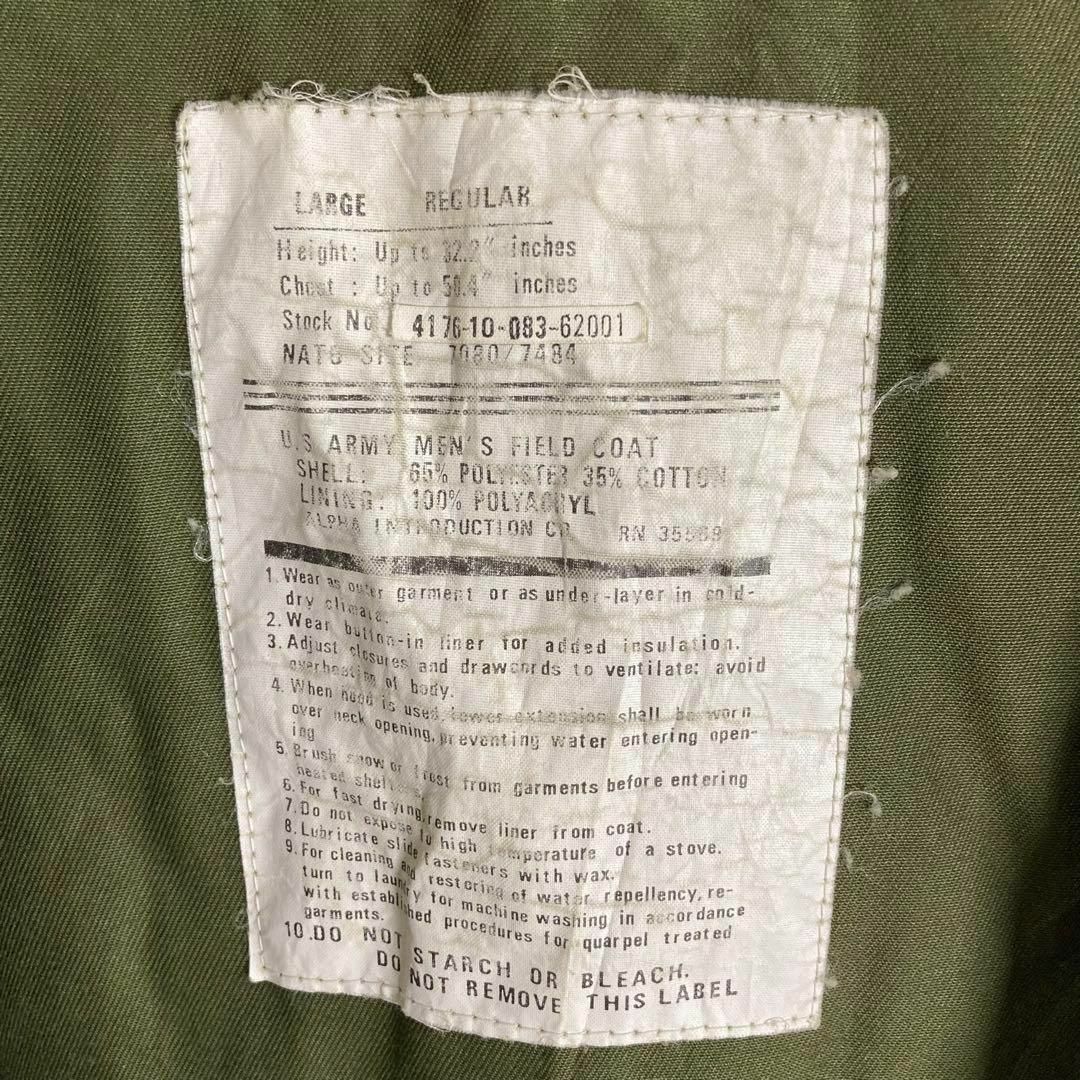 LARGE REGULAR
Height: Up to 32.2" inches
Chest : Up to 50.4" inches
Stock No 4176-10-083-62001
NATO SITE 7080/7484
U.S ARMY MEN'S FIELD COAT
SHELL: 65% POLYESTER 35% COTTON
LINING: 100% POLYACRYL
ALPHA INTRODUCTION CO. RN 35589
1. Wear as outer garment or as under-layer in cold-
dry climate.
2. Wear button-in liner for added insulation.
3. Adjust closures and drawcords to ventilate: avoid
overheating of body.
4. When hood is used, lower extension shall be worn
over neck opening, preventing water entering open-
ing
5. Brush snow or frost from garments before entering
heated shelters.
6. For fast drying, remove liner from coat.
7. Do not expose to high temperature of a stove.
8. Lubricate slide fasteners with wax.
9. For cleaning and restoring of water repellency, re-
turn to laundry for machine washing in accordance
with established procedures for quarpel treated
garments.
10. DO NOT STARCH OR BLEACH.
DO NOT REMOVE THIS LABEL